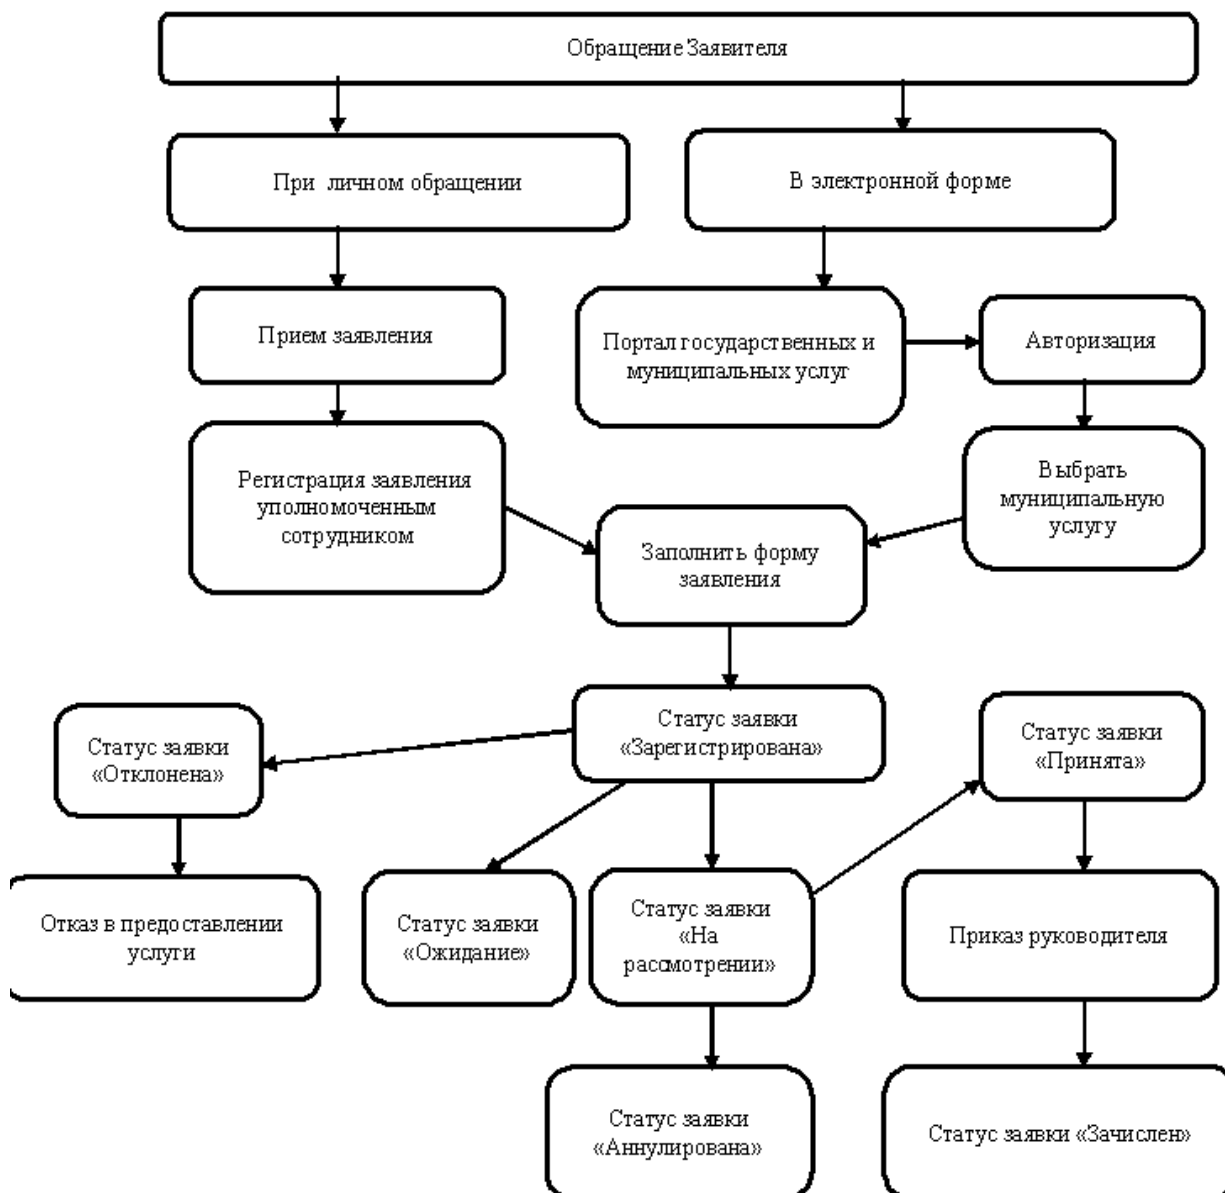 Обращение Заявителя
При личном обращении
В электронной форме
Прием заявления
Портал государственных и
муниципальных услуг
Авторизация
Регистрация заявления
уполномоченным
сотрудником
Выбрать
муниципальную
услугу
Заполнить форму
заявления
Статус заявки
«Отклонена»
Статус заявки
«Зарегистрирована»
Статус заявки
«Принята»
Отказ в предоставлении
услуги
Статус заявки
«Ожидание»
Статус заявки
«На
рассмотрении»
Приказ руководителя
Статус заявки
«Аннулирована»
Статус заявки «Зачислен»